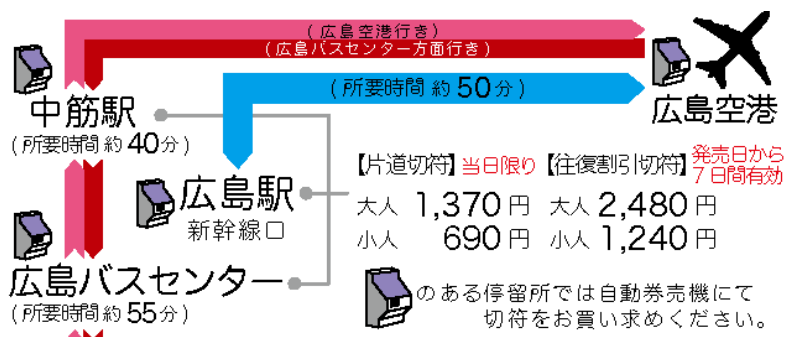 (広島空港行き)
(広島バスセンター方面行き)
(所要時間 約50分)
広島空港
中筋駅
(所要時間 約40分)
広島駅
新幹線口
【片道切符】当日限り
大人 1,370円
小人 690円
【往復割引切符】発売日から
7日間有効
大人 2,480円
小人 1,240円
広島バスセンター
(所要時間 約55分)
のある停留所では自動券売機にて
切符をお買い求めください。